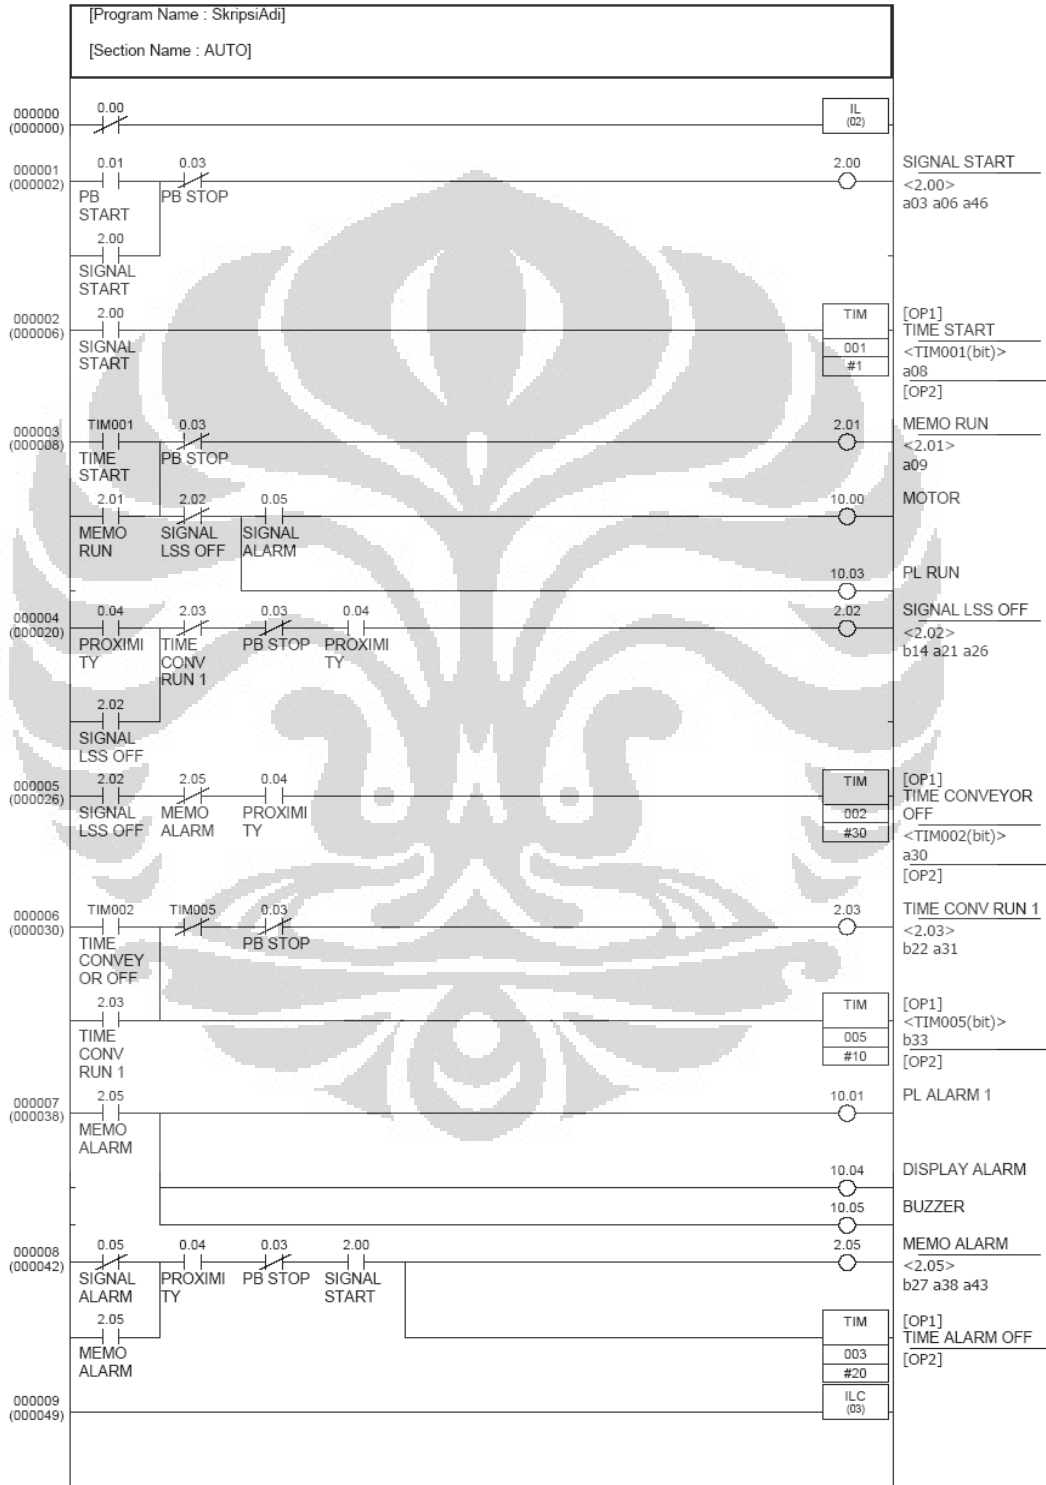 [Program Name : SkripsiAdi]
[Section Name : AUTO]
000000
(000000)
0.00
IL
(02)
000001
(000002)
0.01
0.03
2.00
SIGNAL START
PB
START
PB STOP
<2.00>
a03 a06 a46
2.00
SIGNAL
START
000002
(000006)
2.00
TIM
[OP1]
SIGNAL
START
TIME START
001
<TIM001(bit)>
#1
a08
[OP2]
000003
(000008)
TIM001
0.03
2.01
MEMO RUN
TIME
START
PB STOP
<2.01>
a09
2.01
2.02
0.05
10.00
MOTOR
MEMO
RUN
SIGNAL
LSS OFF
SIGNAL
ALARM
10.03
PL RUN
000004
(000020)
0.04
2.03
0.03
0.04
2.02
SIGNAL LSS OFF
PROXIMI
TY
TIME
CONV
RUN 1
PB STOP
PROXIMI
TY
<2.02>
b14 a21 a26
2.02
SIGNAL
LSS OFF
000005
(000026)
2.02
2.05
0.04
TIM
[OP1]
SIGNAL
LSS OFF
MEMO
ALARM
PROXIMI
TY
TIME CONVEYOR
OFF
002
#30
<TIM002(bit)>
a30
[OP2]
000006
(000030)
TIM002
TIM005
0.03
2.03
TIME CONV RUN 1
TIME
CONVEY
OR OFF
PB STOP
<2.03>
b22 a31
2.03
TIM
[OP1]
TIME
CONV
RUN 1
005
<TIM005(bit)>
#10
b33
[OP2]
000007
(000038)
2.05
10.01
PL ALARM 1
MEMO
ALARM
10.04
DISPLAY ALARM
10.05
BUZZER
000008
(000042)
0.05
0.04
0.03
2.00
2.05
MEMO ALARM
SIGNAL
ALARM
PROXIMI
TY
PB STOP
SIGNAL
START
<2.05>
b27 a38 a43
2.05
TIM
[OP1]
MEMO
ALARM
TIME ALARM OFF
003
[OP2]
#20
000009
(000049)
ILC
(03)